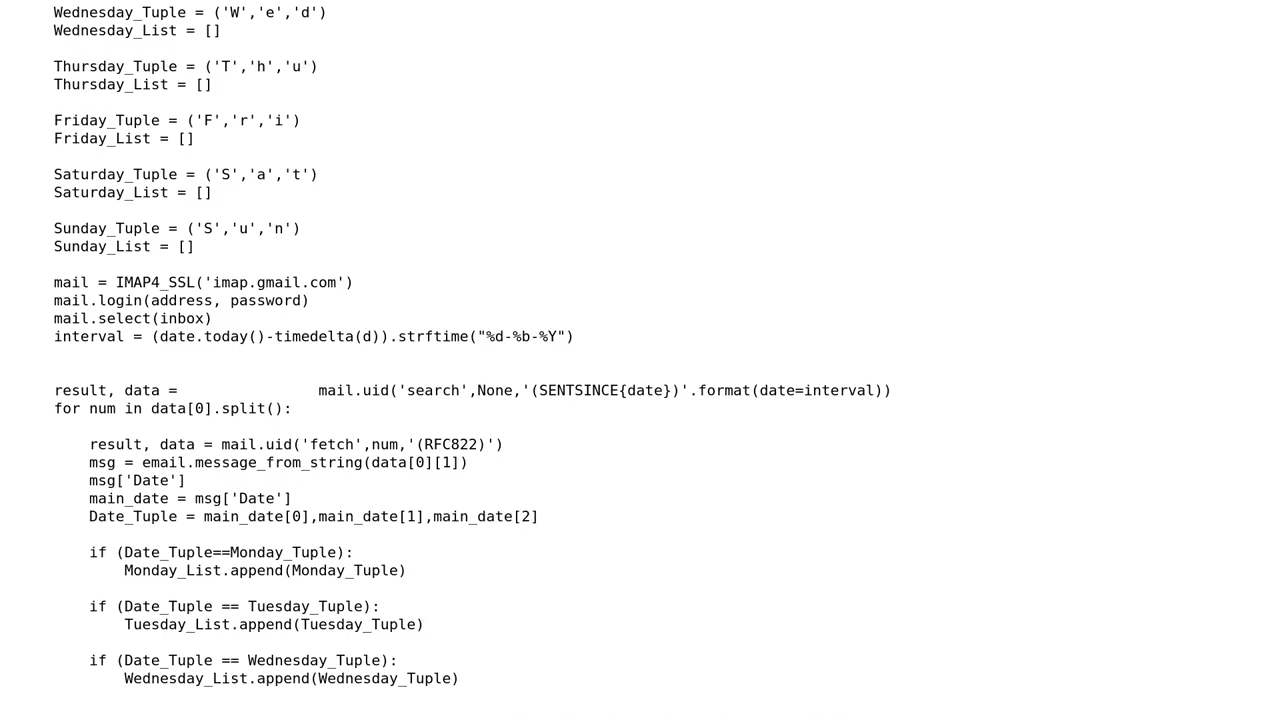 Wednesday_Tuple = ('W','e','d')
Wednesday_List = []
Thursday_Tuple = ('T','h','u')
Thursday_List = []
Friday_Tuple = ('F','r','i')
Friday_List = []
Saturday_Tuple = ('S','a','t')
Saturday_List = []
Sunday_Tuple = ('S','u','n')
Sunday_List = []
mail = IMAP4_SSL('imap.gmail.com')
mail.login(address, password)
mail.select(inbox)
interval = (date.today()-timedelta(d)).strftime("%d-%b-%Y")
result, data =                mail.uid('search',None,'(SENTSINCE{date})'.format(date=interval))
for num in data[0].split():
    result, data = mail.uid('fetch',num,'(RFC822)')
    msg = email.message_from_string(data[0][1])
    msg['Date']
    main_date = msg['Date']
    Date_Tuple = main_date[0],main_date[1],main_date[2]
    if (Date_Tuple==Monday_Tuple):
        Monday_List.append(Monday_Tuple)
    if (Date_Tuple == Tuesday_Tuple):
        Tuesday_List.append(Tuesday_Tuple)
    if (Date_Tuple == Wednesday_Tuple):
        Wednesday_List.append(Wednesday_Tuple)